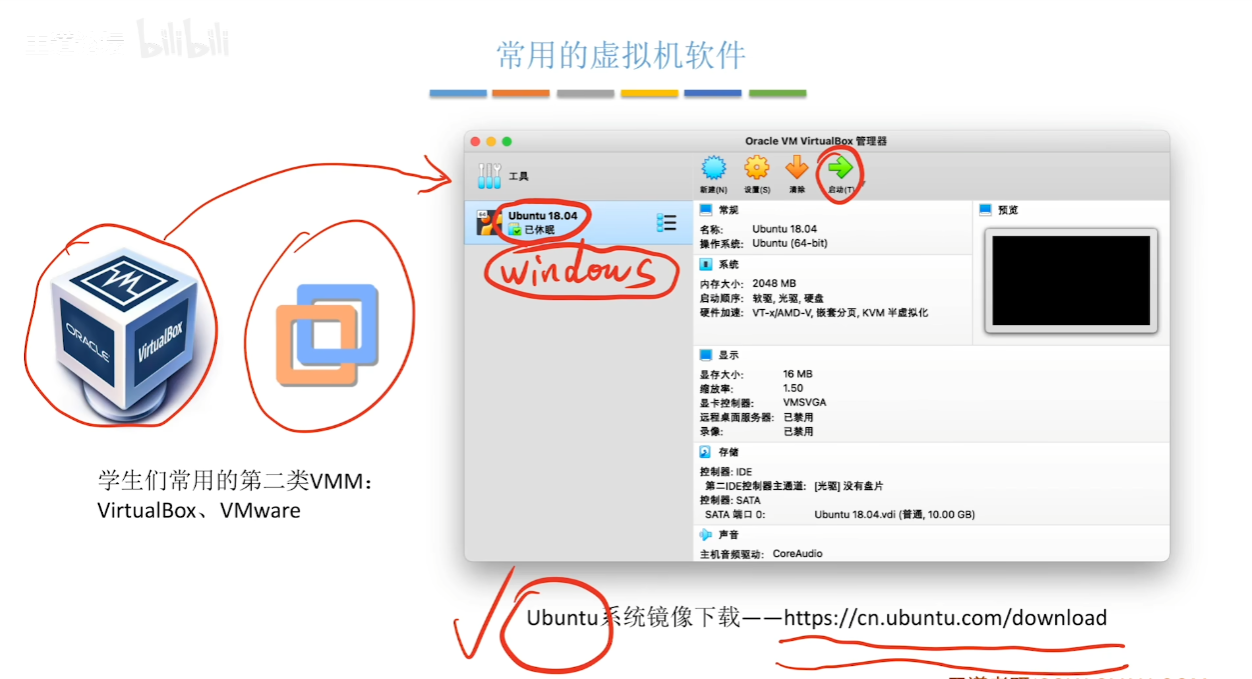 bilibili
常用的虚拟机软件
Oracle VM VirtualBox 管理器
工具
新建(N)
设置(S)
清除
启动(T)
64
Ubuntu 18.04
已休眠
windows
常规
名称: Ubuntu 18.04
操作系统: Ubuntu (64-bit)
预览
系统
内存大小: 2048 MB
启动顺序: 软驱, 光驱, 硬盘
硬件加速: VT-x/AMD-V, 嵌套分页, KVM 半虚拟化
显示
显存大小: 16 MB
缩放率: 1.50
显卡控制器: VMSVGA
远程桌面服务器: 已禁用
录像: 已禁用
存储
控制器: IDE
第二IDE控制器主通道: [光驱] 没有盘片
控制器: SATA
SATA 端口 0: Ubuntu 18.04.vdi (普通, 10.00 GB)
声音
主机音频驱动: CoreAudio
ORACLE
VirtualBox
学生们常用的第二类VMM：
VirtualBox、VMware
Ubuntu系统镜像下载——https://cn.ubuntu.com/download